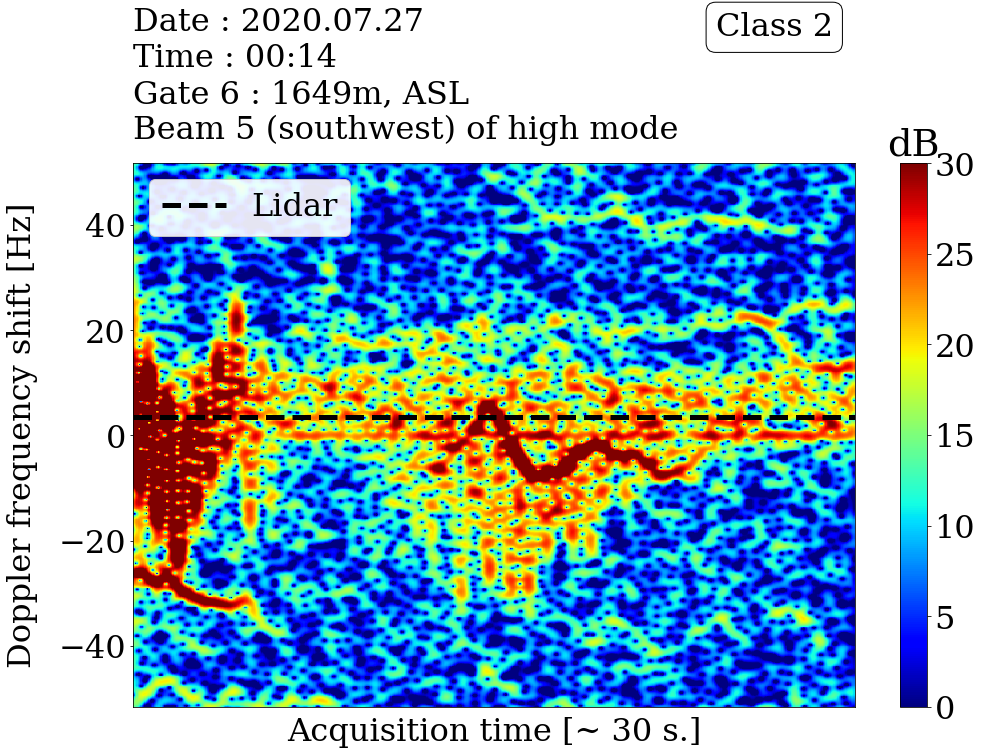 Date : 2020.07.27
Time : 00:14
Gate 6 : 1649m, ASL
Beam 5 (southwest) of high mode
Class 2
dB
Lidar
Doppler frequency shift [Hz]
40
20
0
−20
−40
30
25
20
15
10
5
0
Acquisition time [~ 30 s.]